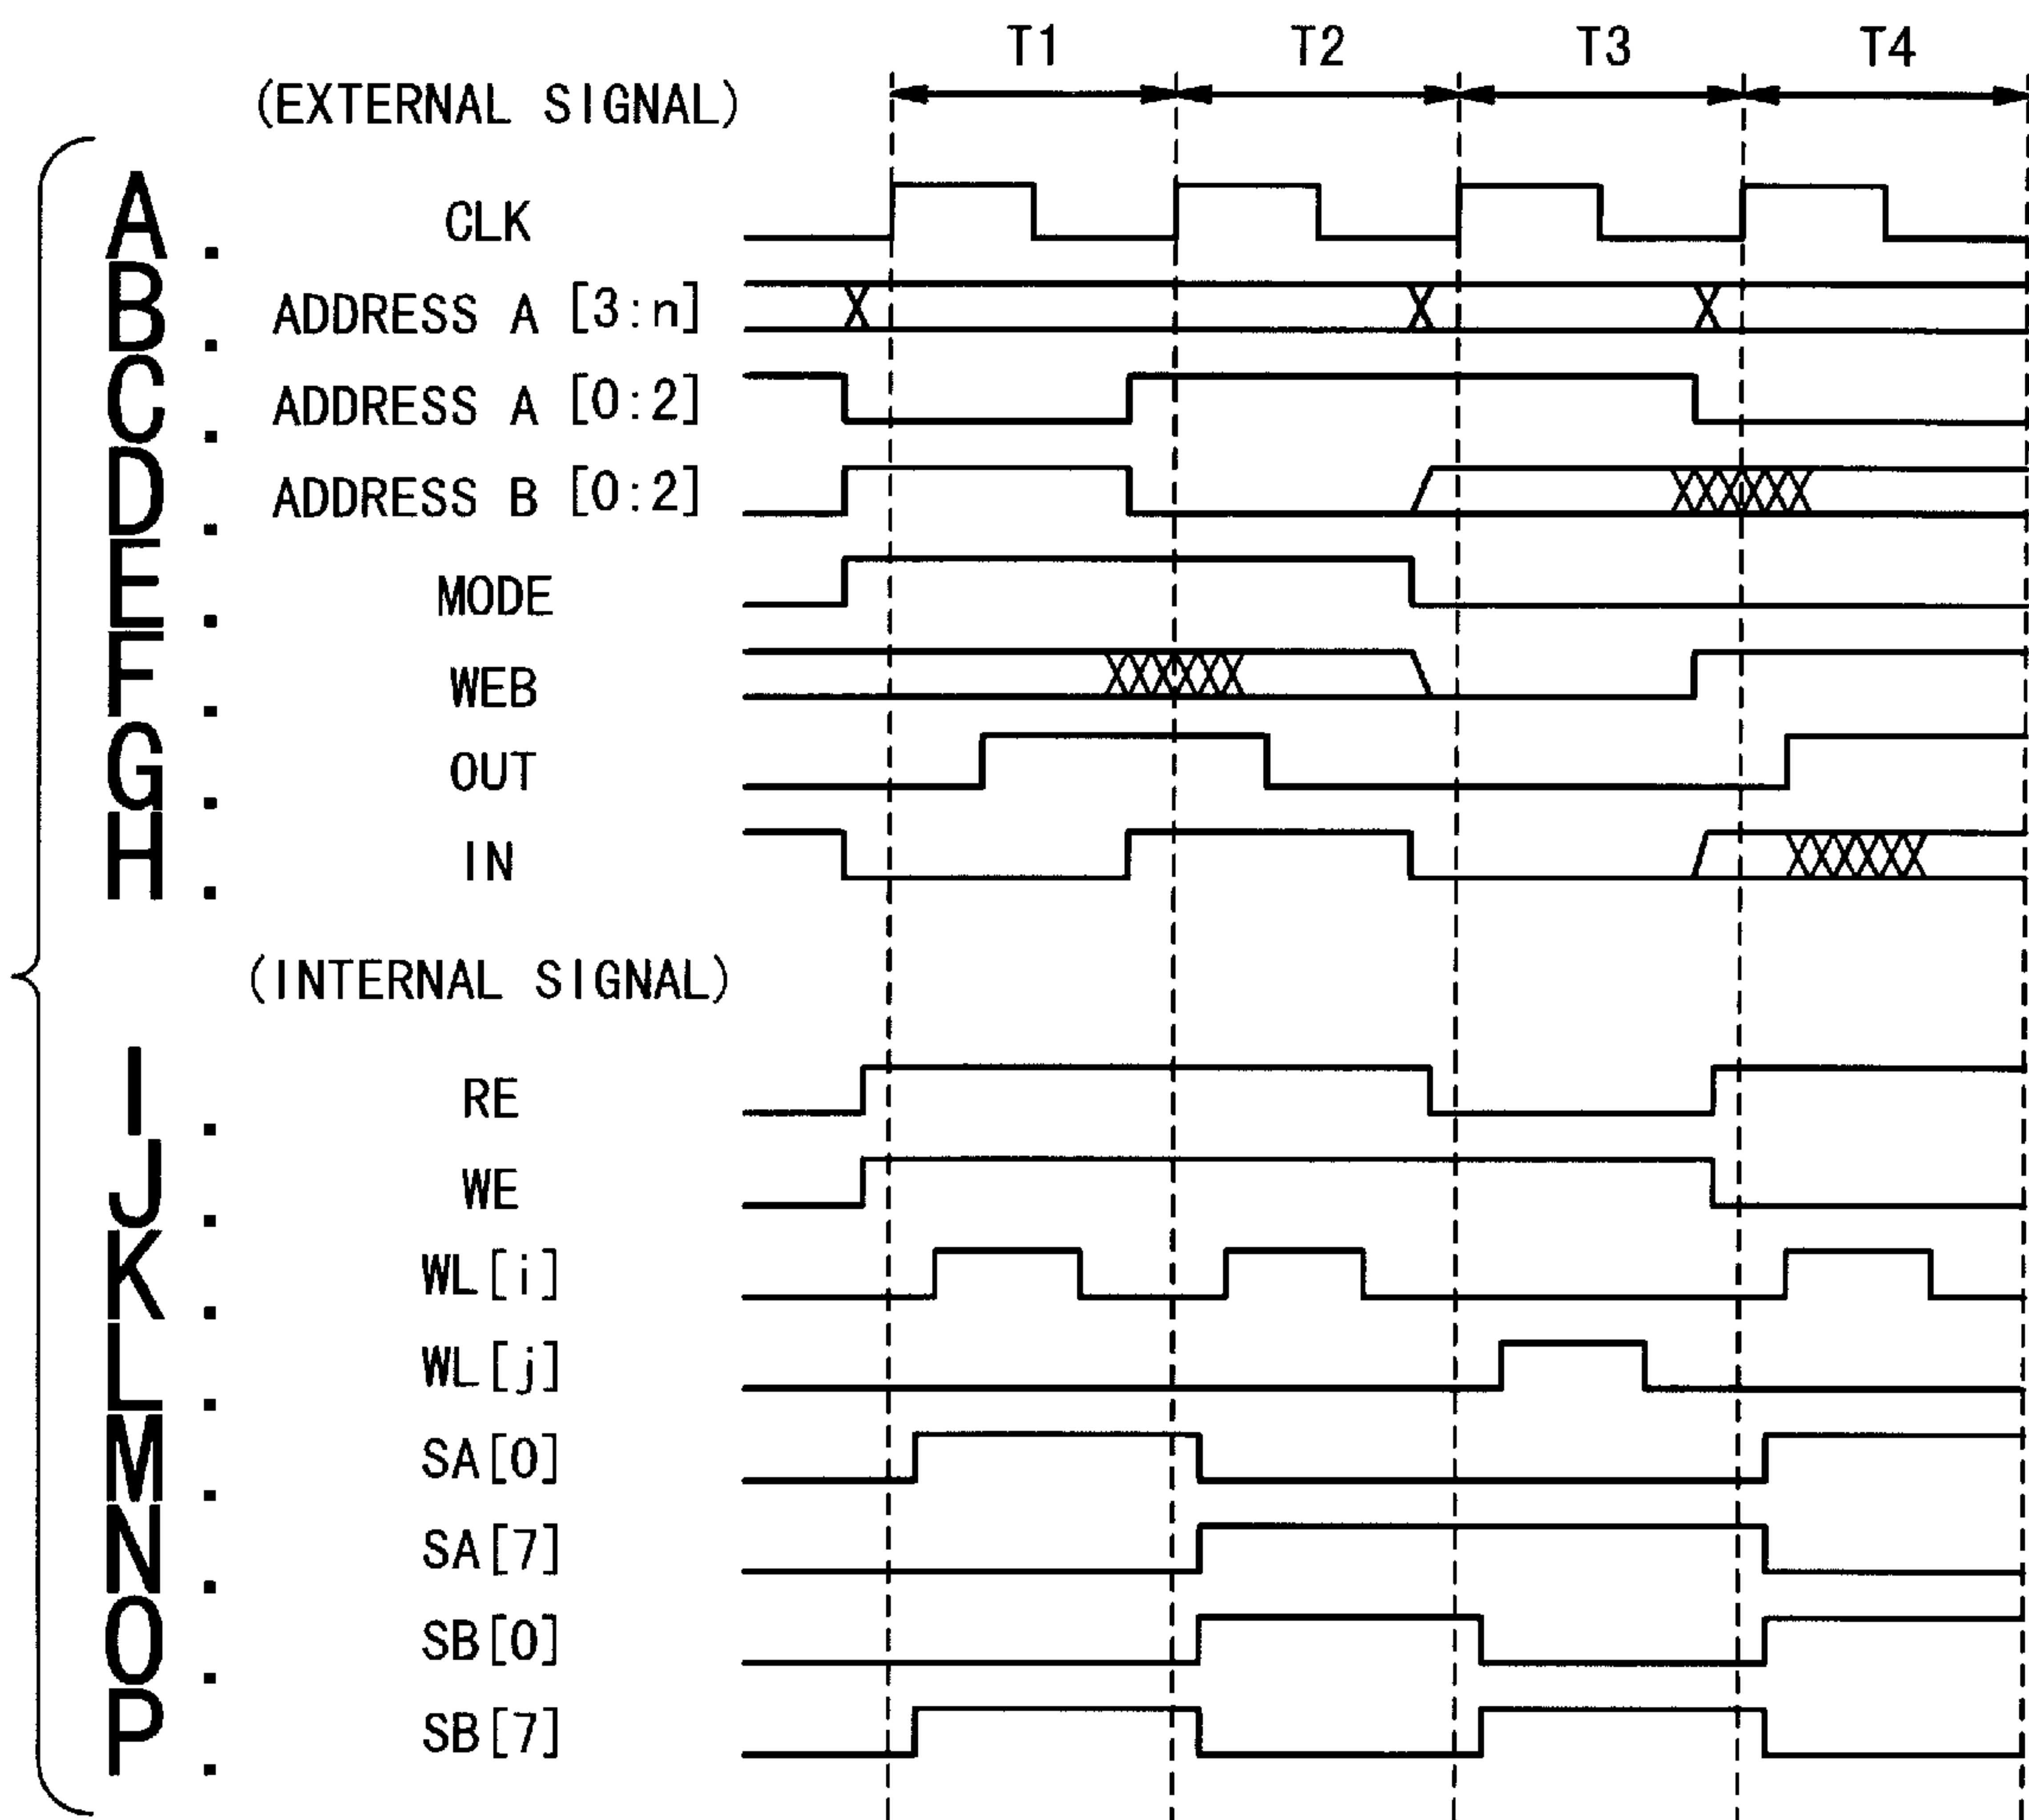 T1 T2 T3 T4
(EXTERNAL SIGNAL)
A. CLK
B. ADDRESS A [3:n]
C. ADDRESS A [0:2]
D. ADDRESS B [0:2]
E. MODE
F. WEB
G. OUT
H. IN
(INTERNAL SIGNAL)
I. RE
J. WE
K. WL[i]
L. WL[j]
M. SA[0]
N. SA[7]
O. SB[0]
P. SB[7]